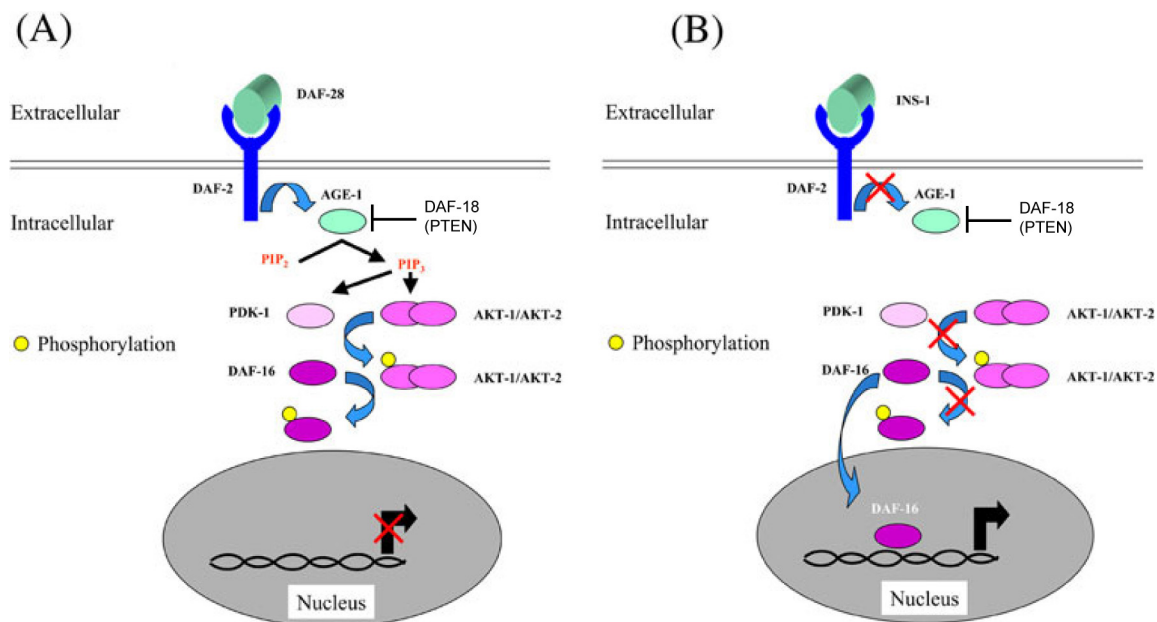 (A)
Extracellular
DAF-28
DAF-2
AGE-1
Intracellular
DAF-18
(PTEN)
PIP2
PIP3
PDK-1
AKT-1/AKT-2
Phosphorylation
DAF-16
AKT-1/AKT-2
Nucleus
(B)
Extracellular
INS-1
DAF-2
AGE-1
Intracellular
DAF-18
(PTEN)
PDK-1
AKT-1/AKT-2
Phosphorylation
DAF-16
AKT-1/AKT-2
DAF-16
Nucleus